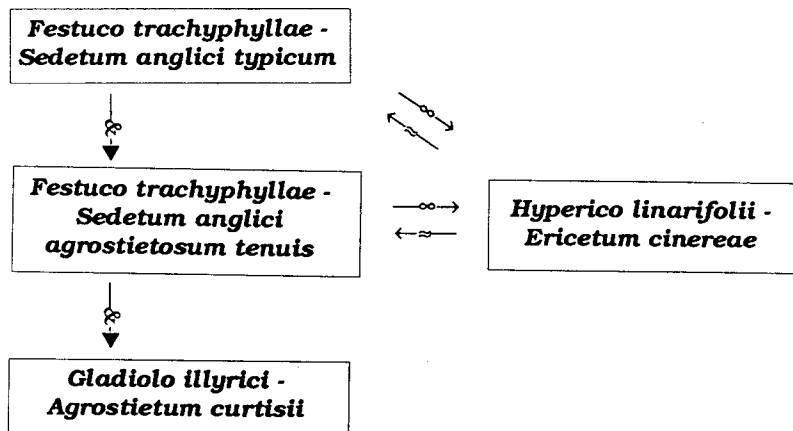 Festuco trachyphyllae -
Sedetum anglici typicum
∞
≈
&
Festuco trachyphyllae -
Sedetum anglici
agrostietosum tenuis
∞
≈
Hyperico linarifolii -
Ericetum cinereae
&
Gladiolo illyrici -
Agrostietum curtisii